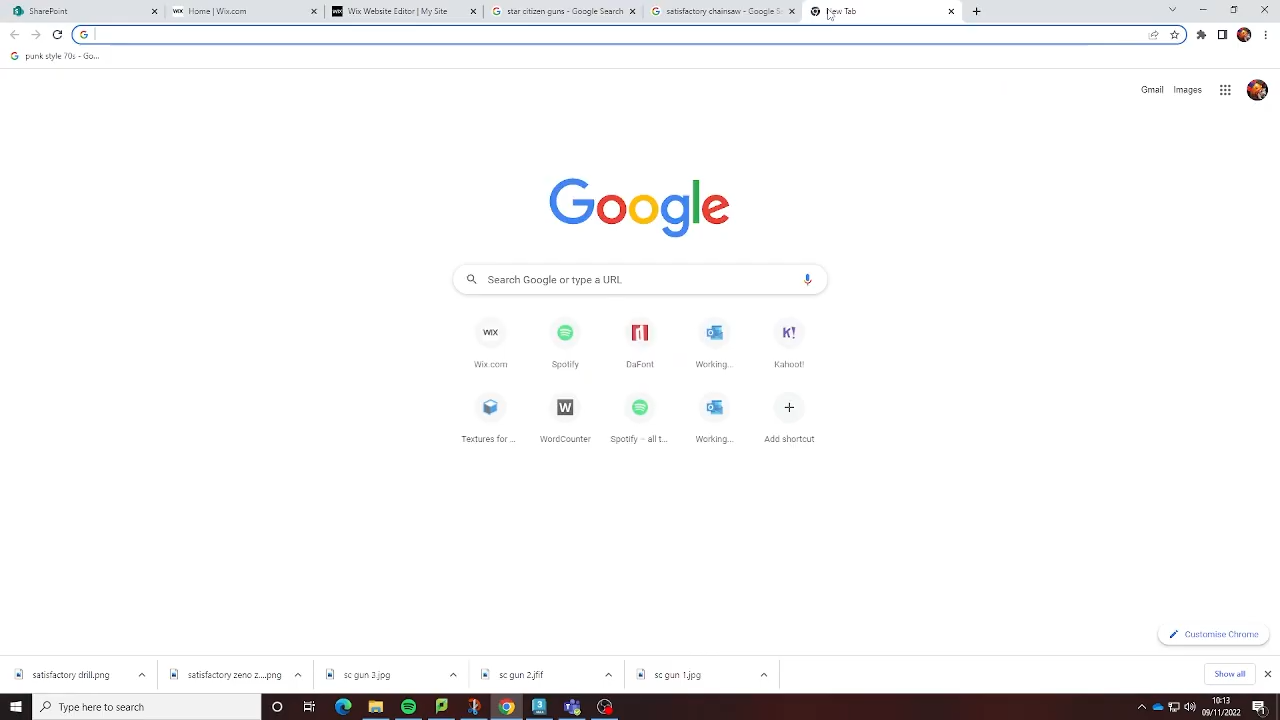 SharePoint
Home | Wix.com
WIX
Wix Website Editor | My Site
star citizen guns - Google Search
satisfactory chainsaw - Google Se
New Tab
punk style 70s - Go...
Gmail
Images
Google
Search Google or type a URL
WIX
K!
Wix.com
Spotify
DaFont
Working...
Kahoot!
W
Textures for ...
WordCounter
Spotify – all t...
Working...
Add shortcut
Customise Chrome
satisfactory drill.png
satisfactory zeno z....png
sc gun 3.jpg
sc gun 2.jfif
sc gun 1.jpg
Show all
Type here to search
3
10:13
09/11/2022